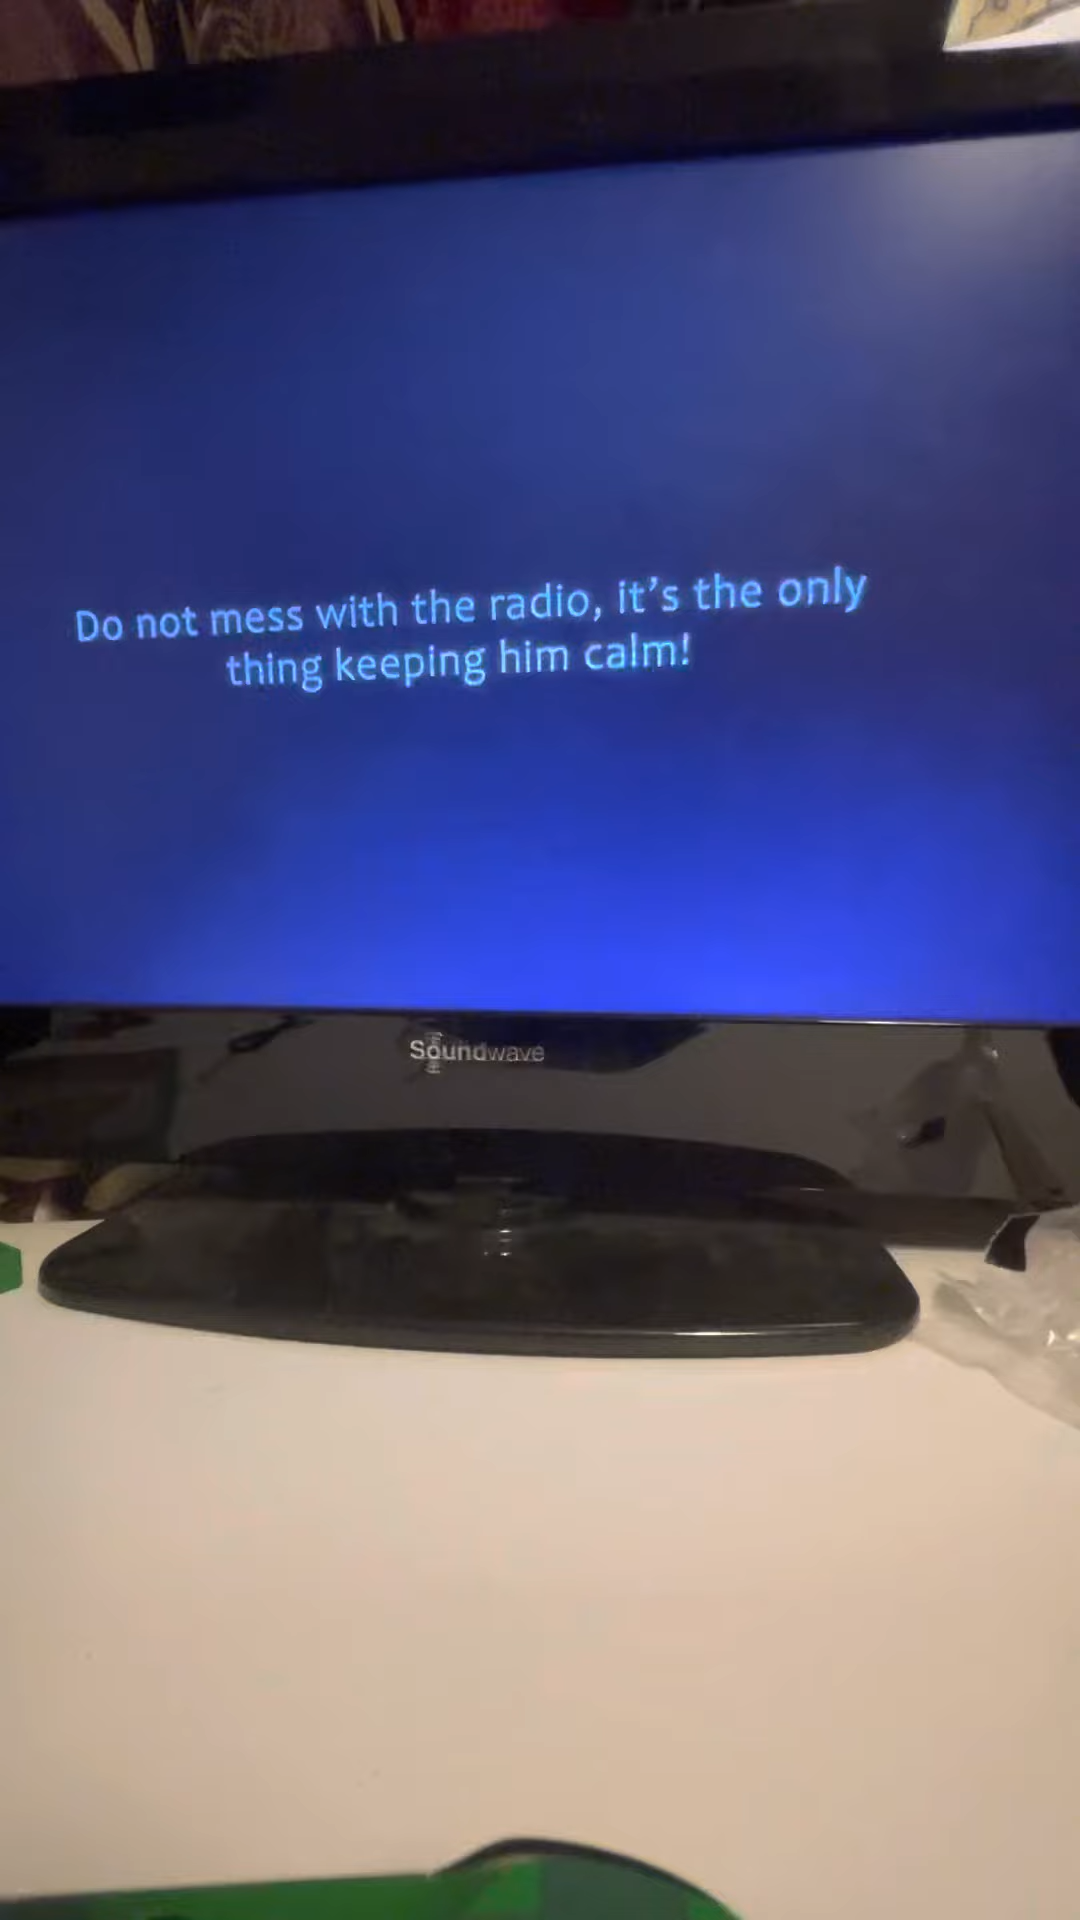 Do not mess with the radio, it’s the only
thing keeping him calm!
Soundwave